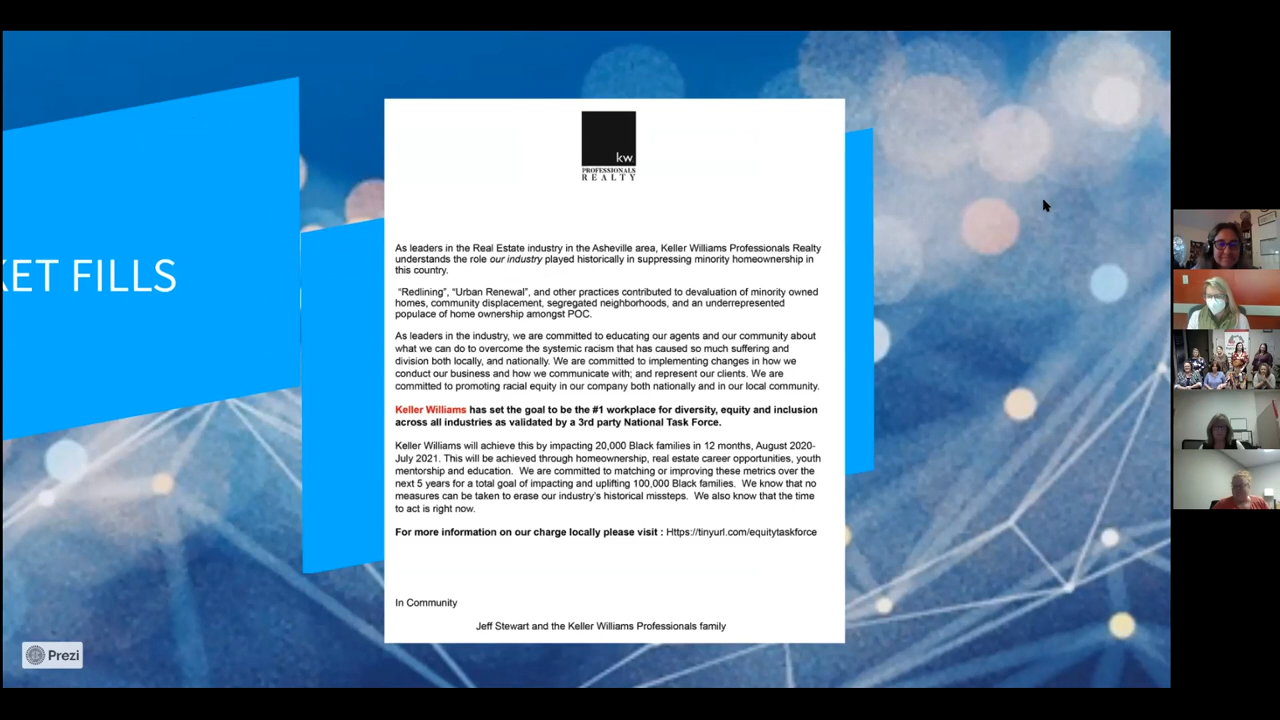 KET FILLS
kw
PROFESSIONALS
REALTY
As leaders in the Real Estate industry in the Asheville area, Keller Williams Professionals Realty
understands the role our industry played historically in suppressing minority homeownership in
this country.
“Redlining”, “Urban Renewal”, and other practices contributed to devaluation of minority owned
homes, community displacement, segregated neighborhoods, and an underrepresented
populace of home ownership amongst POC.
As leaders in the industry, we are committed to educating our agents and our community about
what we can do to overcome the systemic racism that has caused so much suffering and
division both locally, and nationally. We are committed to implementing changes in how we
conduct our business and how we communicate with; and represent our clients. We are
committed to promoting racial equity in our company both nationally and in our local community.
Keller Williams has set the goal to be the #1 workplace for diversity, equity and inclusion
across all industries as validated by a 3rd party National Task Force.
Keller Williams will achieve this by impacting 20,000 Black families in 12 months, August 2020-
July 2021. This will be achieved through homeownership, real estate career opportunities, youth
mentorship and education. We are committed to matching or improving these metrics over the
next 5 years for a total goal of impacting and uplifting 100,000 Black families. We know that no
measures can be taken to erase our industry’s historical missteps. We also know that the time
to act is right now.
For more information on our charge locally please visit : Https://tinyurl.com/equitytaskforce
In Community
Jeff Stewart and the Keller Williams Professionals family
Prezi